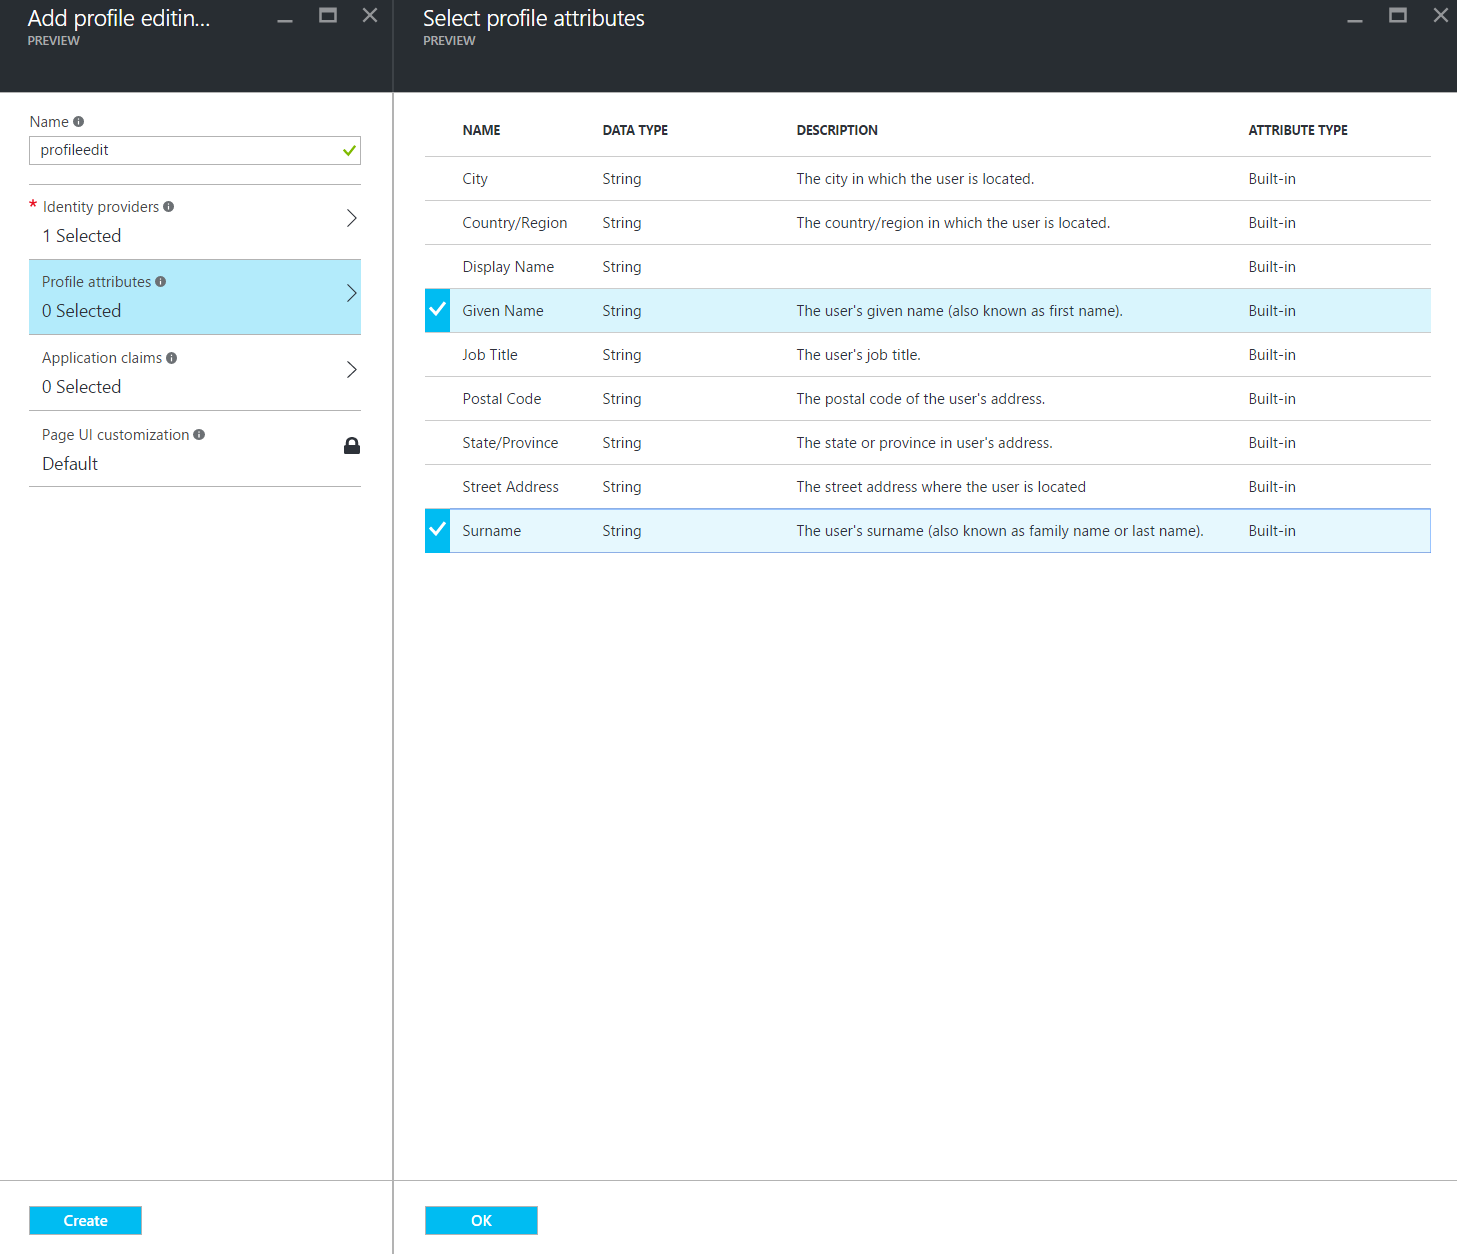 Add profile editin...
PREVIEW
Name
profileedit
* Identity providers
1 Selected
Profile attributes
0 Selected
Application claims
0 Selected
Page UI customization
Default
Create
Select profile attributes
PREVIEW
NAME DATA TYPE DESCRIPTION ATTRIBUTE TYPE
City String The city in which the user is located. Built-in
Country/Region String The country/region in which the user is located. Built-in
Display Name String Built-in
Given Name String The user's given name (also known as first name). Built-in
Job Title String The user's job title. Built-in
Postal Code String The postal code of the user's address. Built-in
State/Province String The state or province in user's address. Built-in
Street Address String The street address where the user is located Built-in
Surname String The user's surname (also known as family name or last name). Built-in
OK